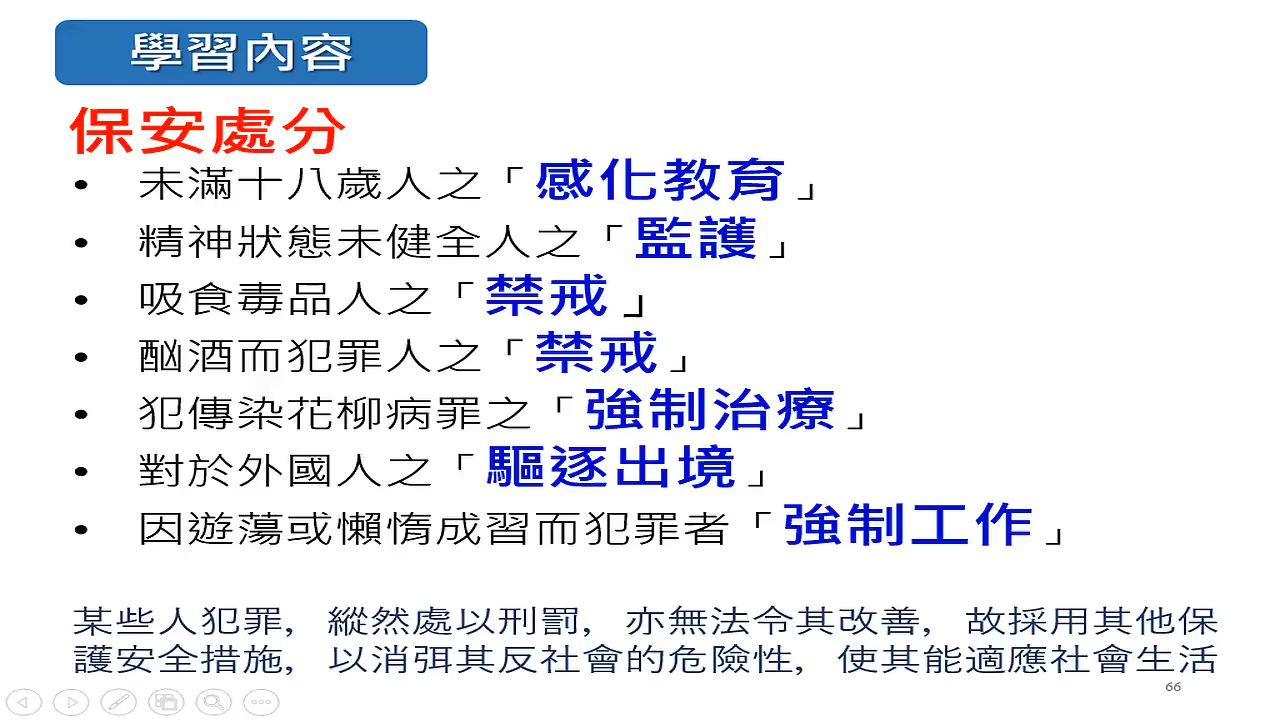 學習內容
保安處分
• 未滿十八歲人之「感化教育」
• 精神狀態未健全人之「監護」
• 吸食毒品人之「禁戒」
• 酗酒而犯罪人之「禁戒」
• 犯傳染花柳病罪之「強制治療」
• 對於外國人之「驅逐出境」
• 因遊蕩或懶惰成習而犯罪者「強制工作」
某些人犯罪，縱然處以刑罰，亦無法令其改善，故採用其他保
護安全措施，以消弭其反社會的危險性，使其能適應社會生活
66